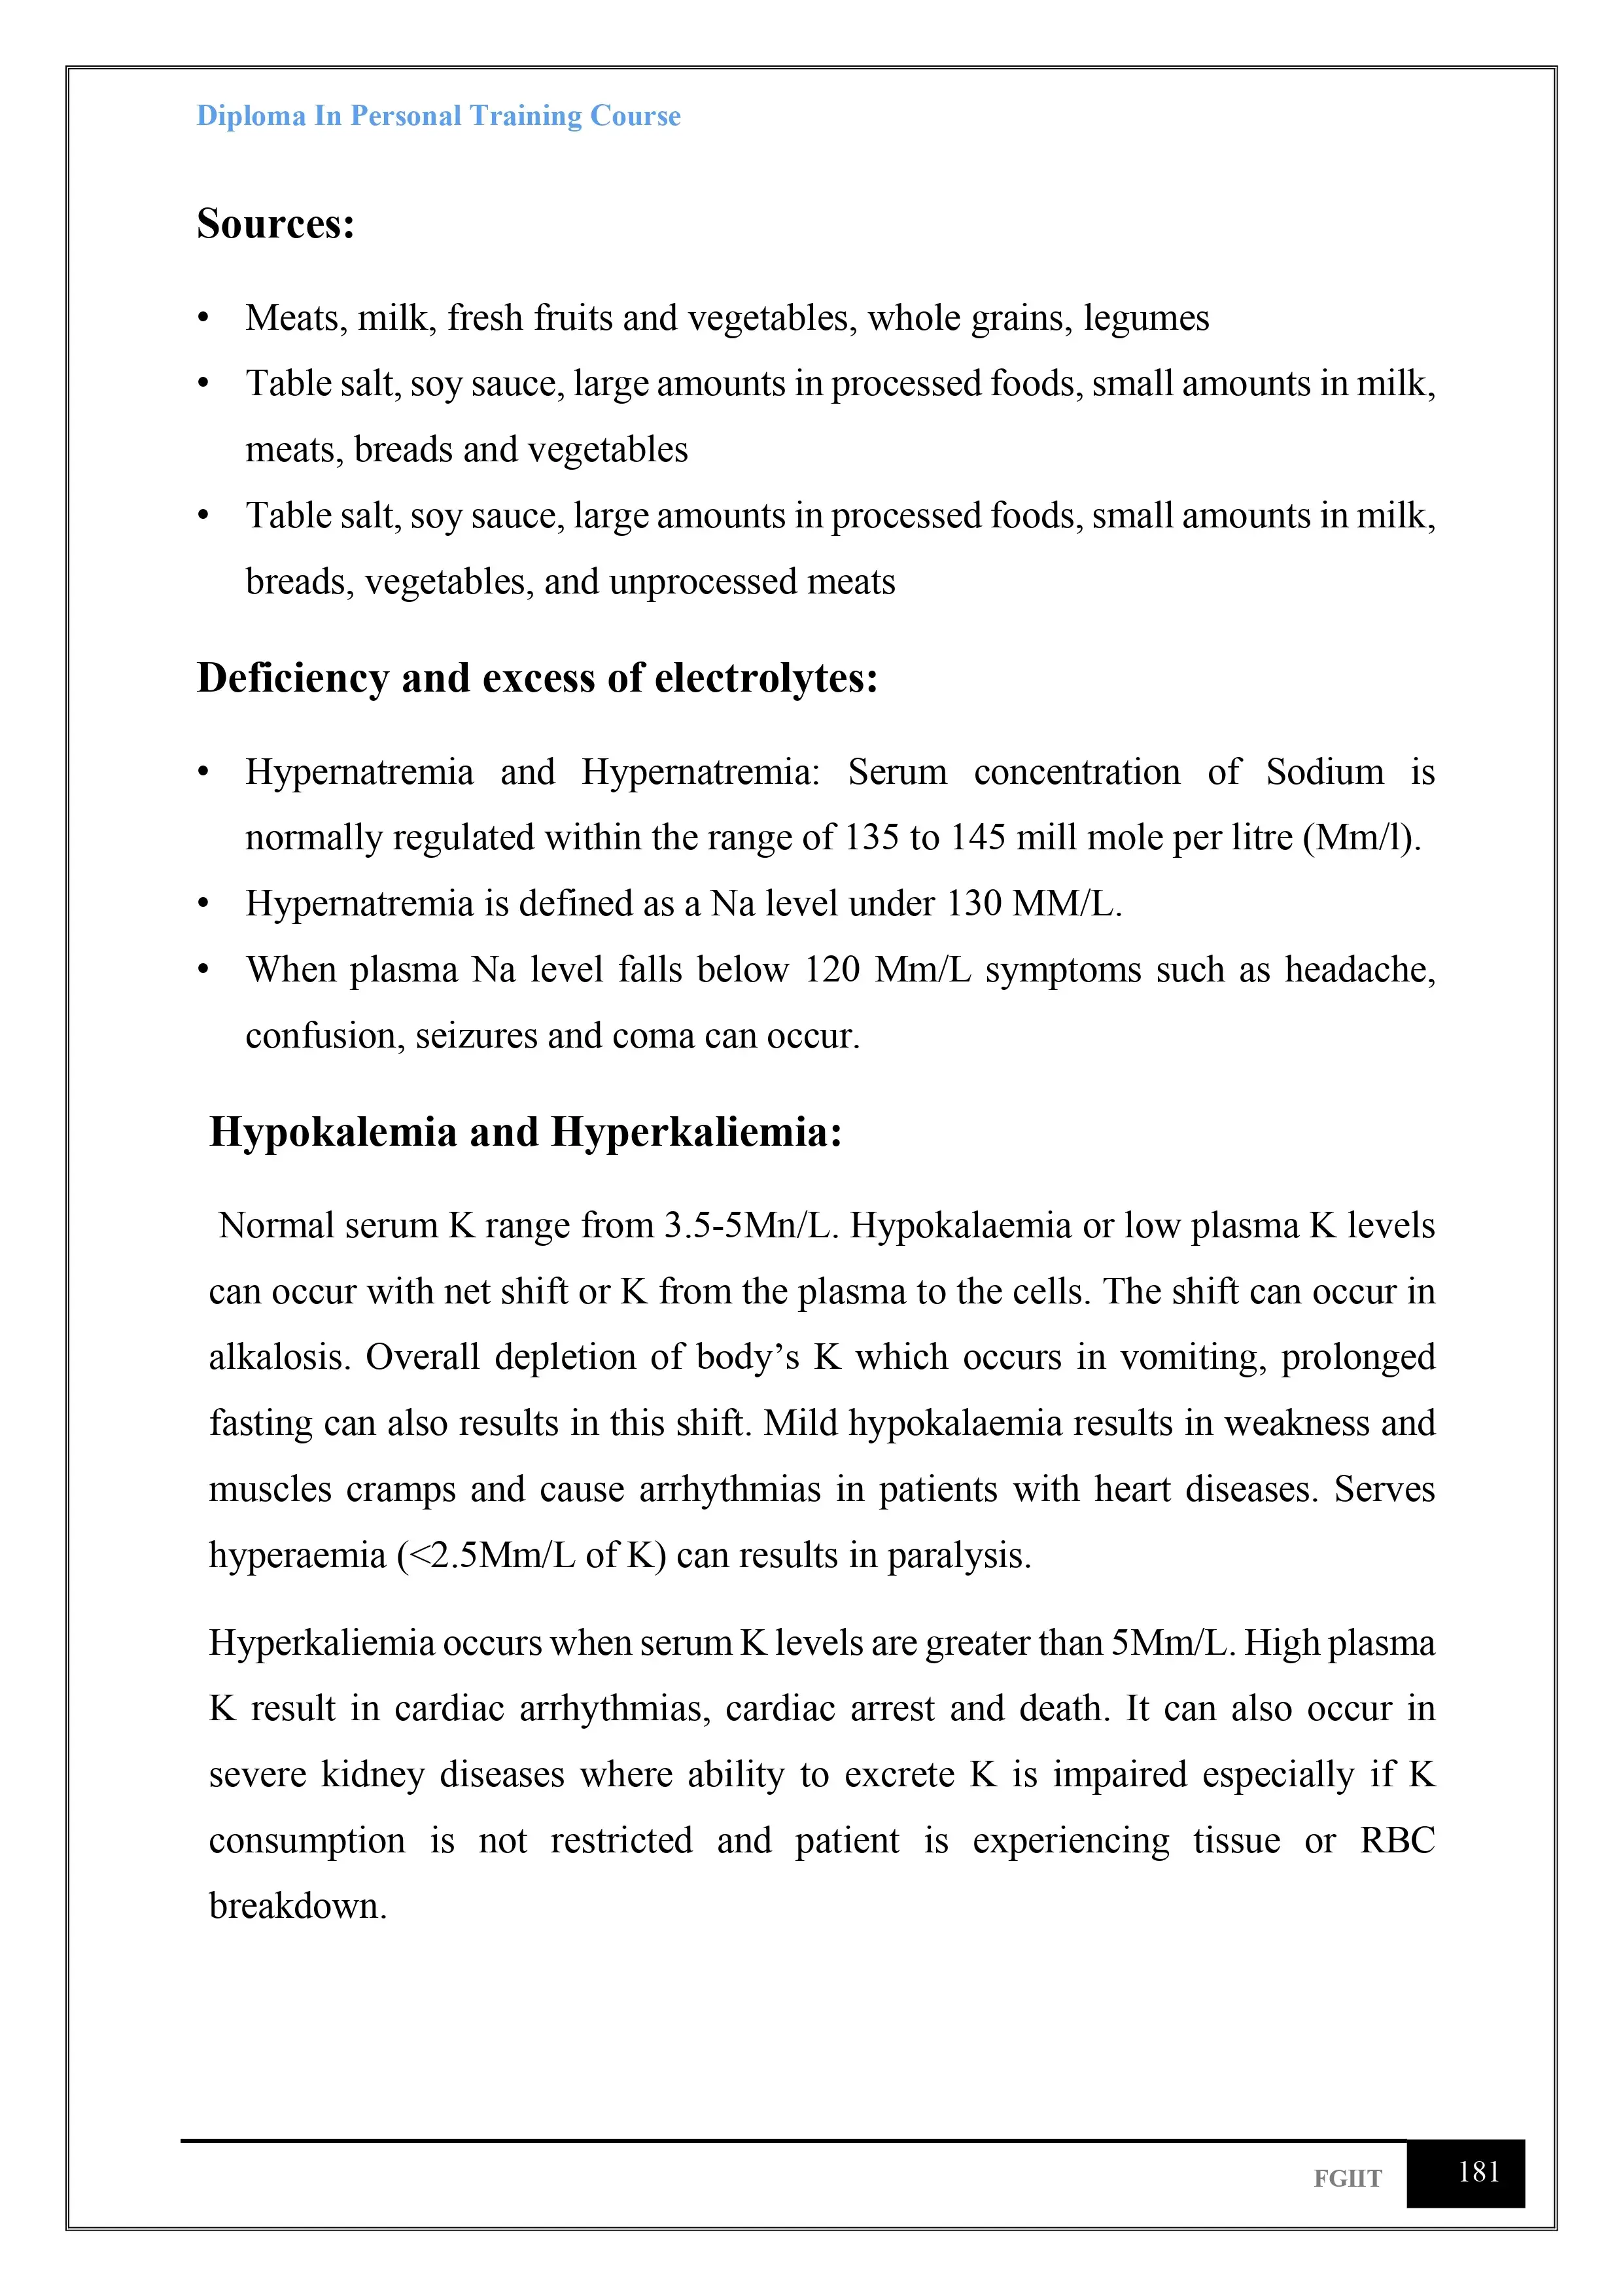 Diploma In Personal Training Course
Sources:
• Meats, milk, fresh fruits and vegetables, whole grains, legumes
• Table salt, soy sauce, large amounts in processed foods, small amounts in milk,
meats, breads and vegetables
• Table salt, soy sauce, large amounts in processed foods, small amounts in milk,
breads, vegetables, and unprocessed meats
Deficiency and excess of electrolytes:
• Hypernatremia and Hypernatremia: Serum concentration of Sodium is
normally regulated within the range of 135 to 145 mill mole per litre (Mm/l).
• Hypernatremia is defined as a Na level under 130 MM/L.
• When plasma Na level falls below 120 Mm/L symptoms such as headache,
confusion, seizures and coma can occur.
Hypokalemia and Hyperkaliemia:
Normal serum K range from 3.5-5Mn/L. Hypokalaemia or low plasma K levels
can occur with net shift or K from the plasma to the cells. The shift can occur in
alkalosis. Overall depletion of body’s K which occurs in vomiting, prolonged
fasting can also results in this shift. Mild hypokalaemia results in weakness and
muscles cramps and cause arrhythmias in patients with heart diseases. Serves
hyperaemia (<2.5Mm/L of K) can results in paralysis.
Hyperkaliemia occurs when serum K levels are greater than 5Mm/L. High plasma
K result in cardiac arrhythmias, cardiac arrest and death. It can also occur in
severe kidney diseases where ability to excrete K is impaired especially if K
consumption is not restricted and patient is experiencing tissue or RBC
breakdown.
FGIIT 181